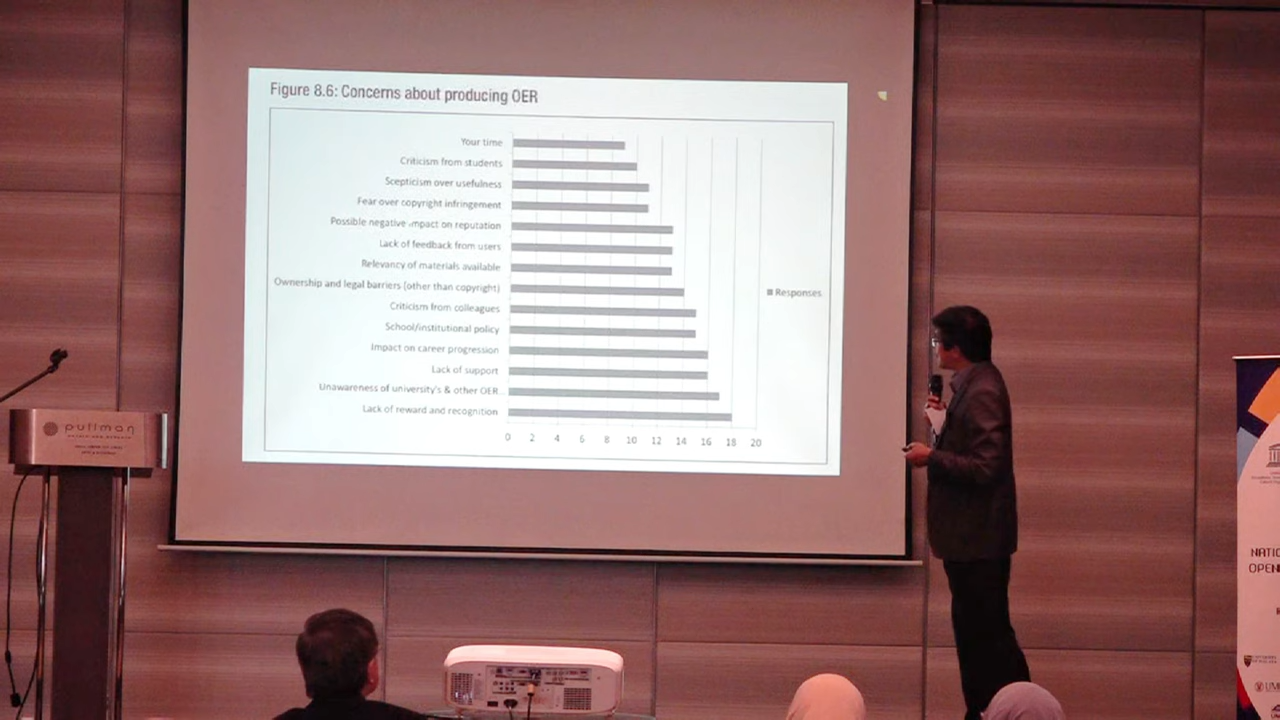 Figure 8.6: Concerns about producing OER
Your time
Criticism from students
Scepticism over usefulness
Fear over copyright infringement
Possible negative impact on reputation
Lack of feedback from users
Relevancy of materials available
Ownership and legal barriers (other than copyright)
Criticism from colleagues
School/institutional policy
Impact on career progression
Lack of support
Unawareness of university's & other OER
Lack of reward and recognition
0 2 4 6 8 10 12 14 16 18 20
Responses
pullman
NATIO
OPEN